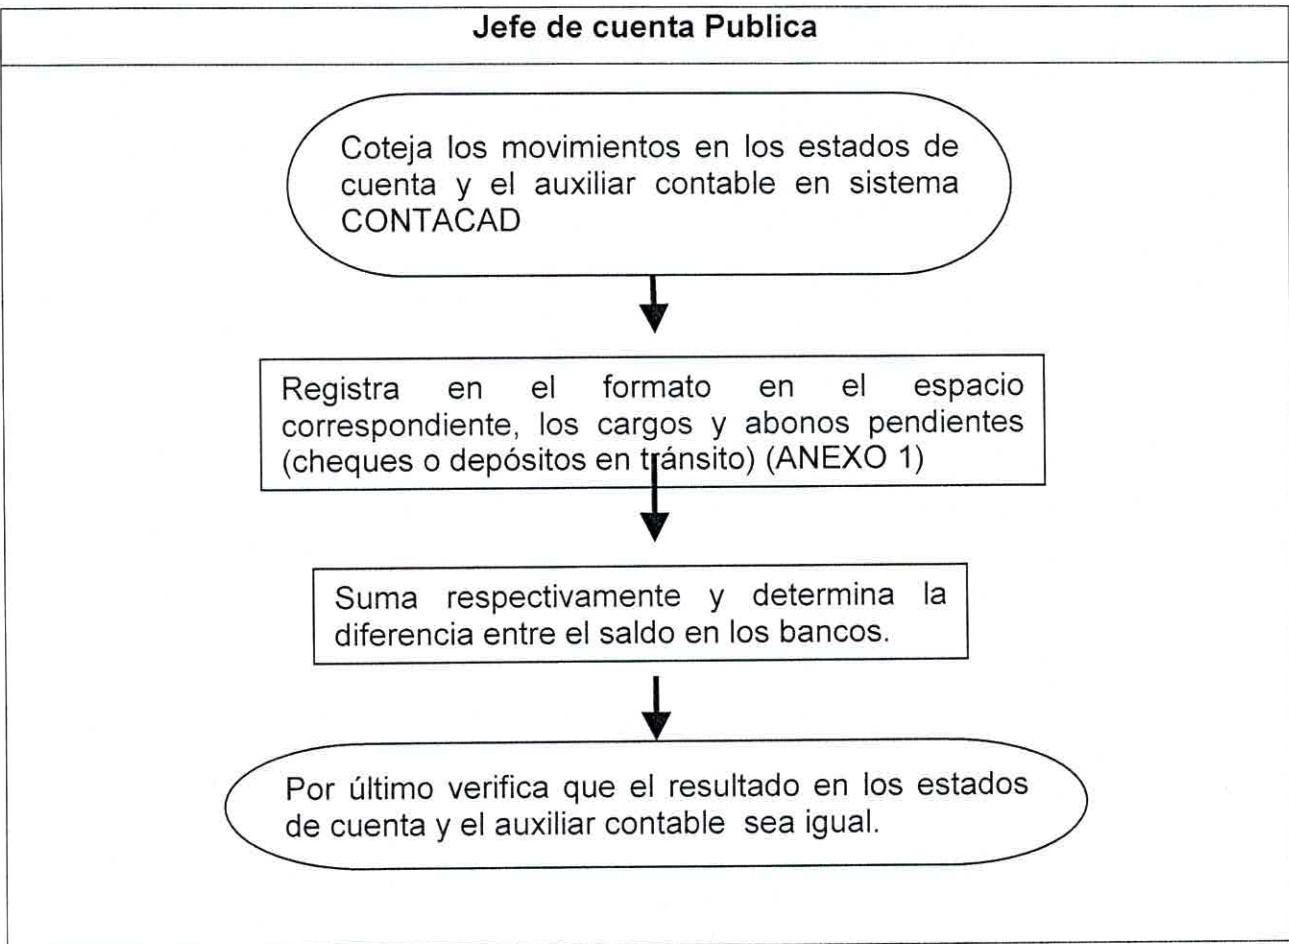 Jefe de cuenta Publica
Coteja los movimientos en los estados de
cuenta y el auxiliar contable en sistema
CONTACAD
Registra en el formato en el espacio
correspondiente, los cargos y abonos pendientes
(cheques o depósitos en tránsito) (ANEXO 1)
Suma respectivamente y determina la
diferencia entre el saldo en los bancos.
Por último verifica que el resultado en los estados
de cuenta y el auxiliar contable sea igual.